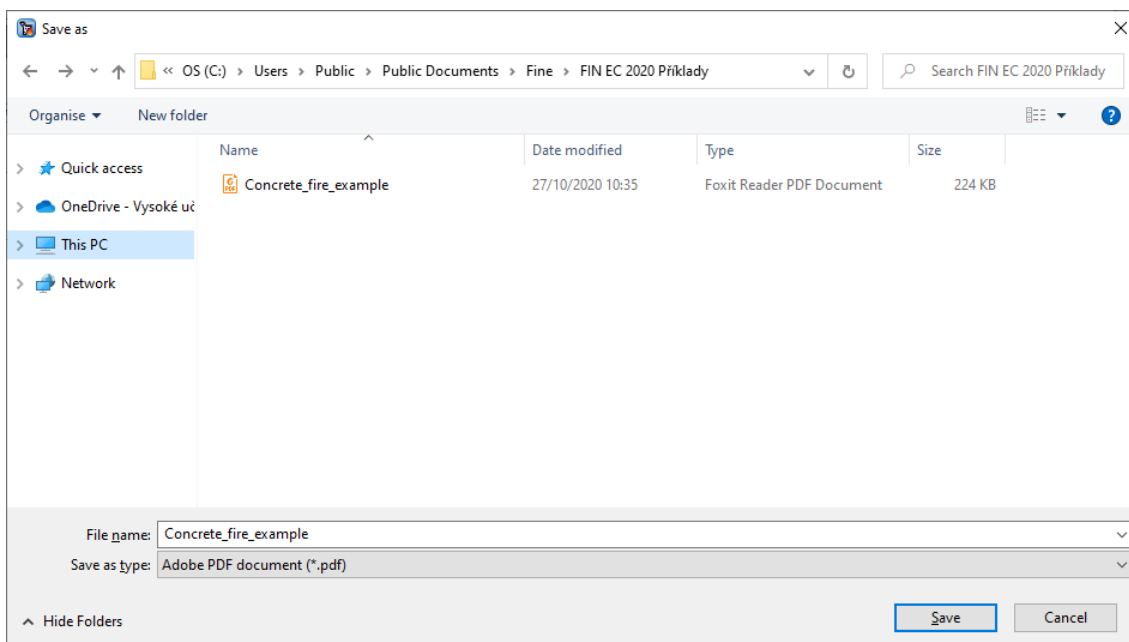 Save as
« OS (C:) › Users › Public › Public Documents › Fine › FIN EC 2020 Příklady
Search FIN EC 2020 Příklady
Organise New folder
Name Date modified Type Size
Quick access
Concrete_fire_example 27/10/2020 10:35 Foxit Reader PDF Document 224 KB
OneDrive - Vysoké uč
This PC
Network
File name: Concrete_fire_example
Save as type: Adobe PDF document (*.pdf)
Hide Folders Save Cancel